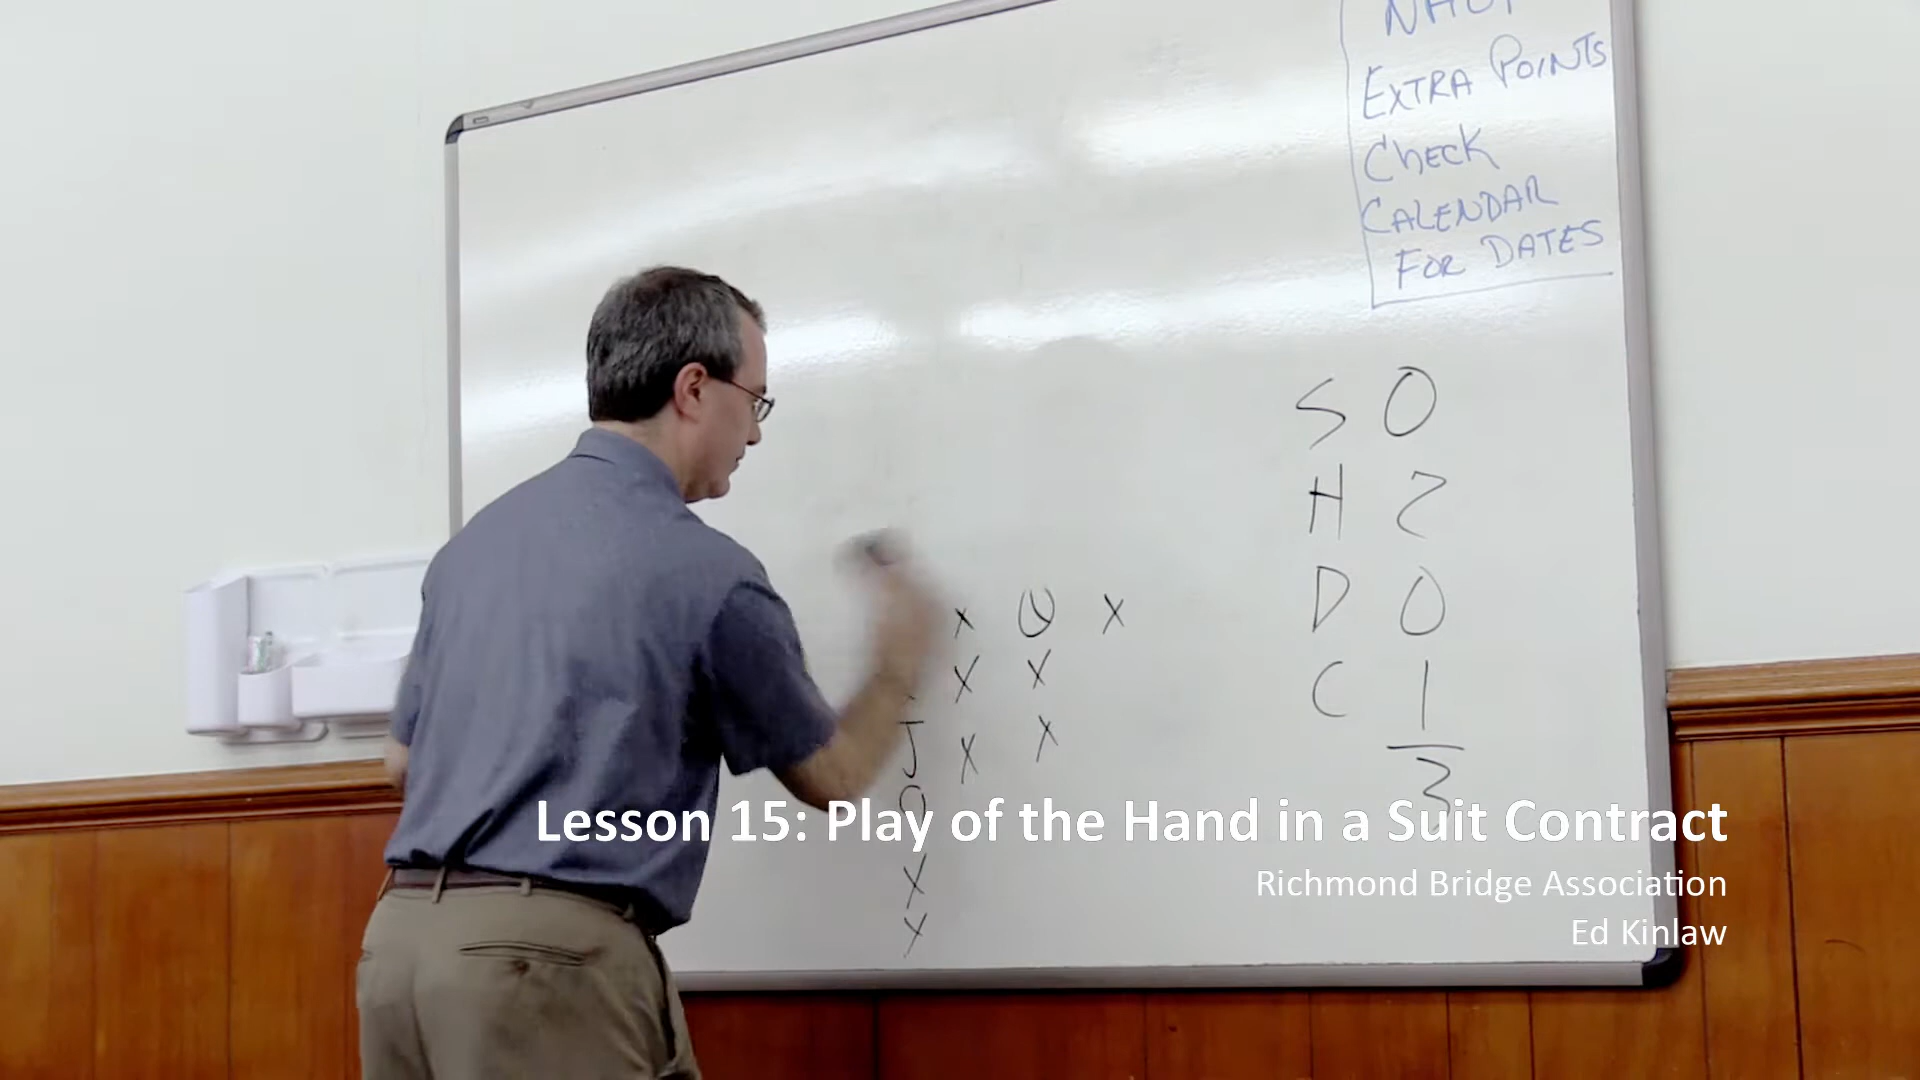 EXTRA POINTS
CHECK
CALENDAR
FOR DATES
S 0
H 2
D 0
C 1
3
x Q x
x x
J x x
Q
x
x
Lesson 15: Play of the Hand in a Suit Contract
Richmond Bridge Association
Ed Kinlaw